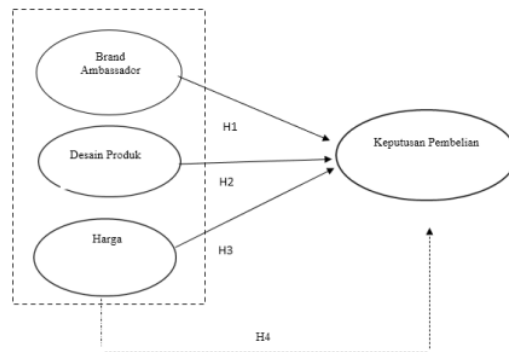 Brand
Ambassador
H1
Desain Produk
Keputusan Pembelian
H2
Harga
H3
H4